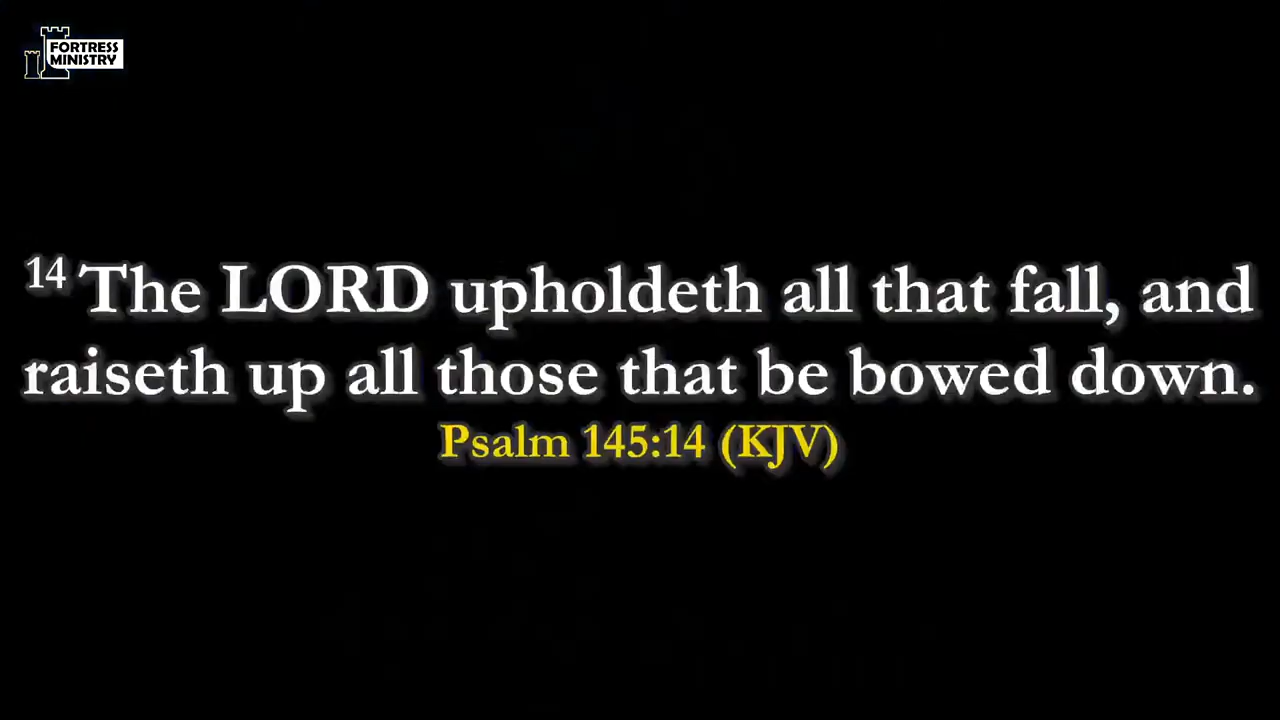 FORTRESS
MINISTRY
14 The LORD upholdeth all that fall, and
raiseth up all those that be bowed down.
Psalm 145:14 (KJV)